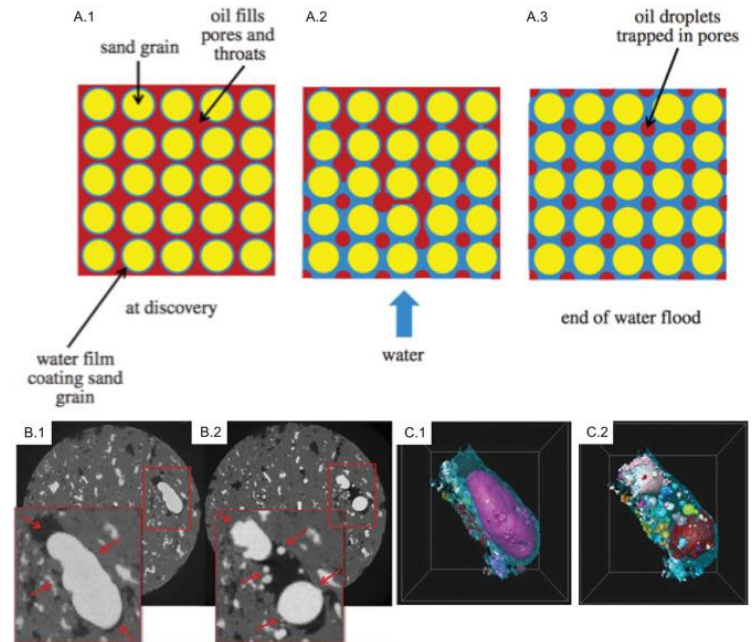 A.1
sand grain
oil fills
pores and
throats
A.2
A.3
oil droplets
trapped in pores
at discovery
water film
coating sand
grain
water
end of water flood
B.1
B.2
C.1
C.2